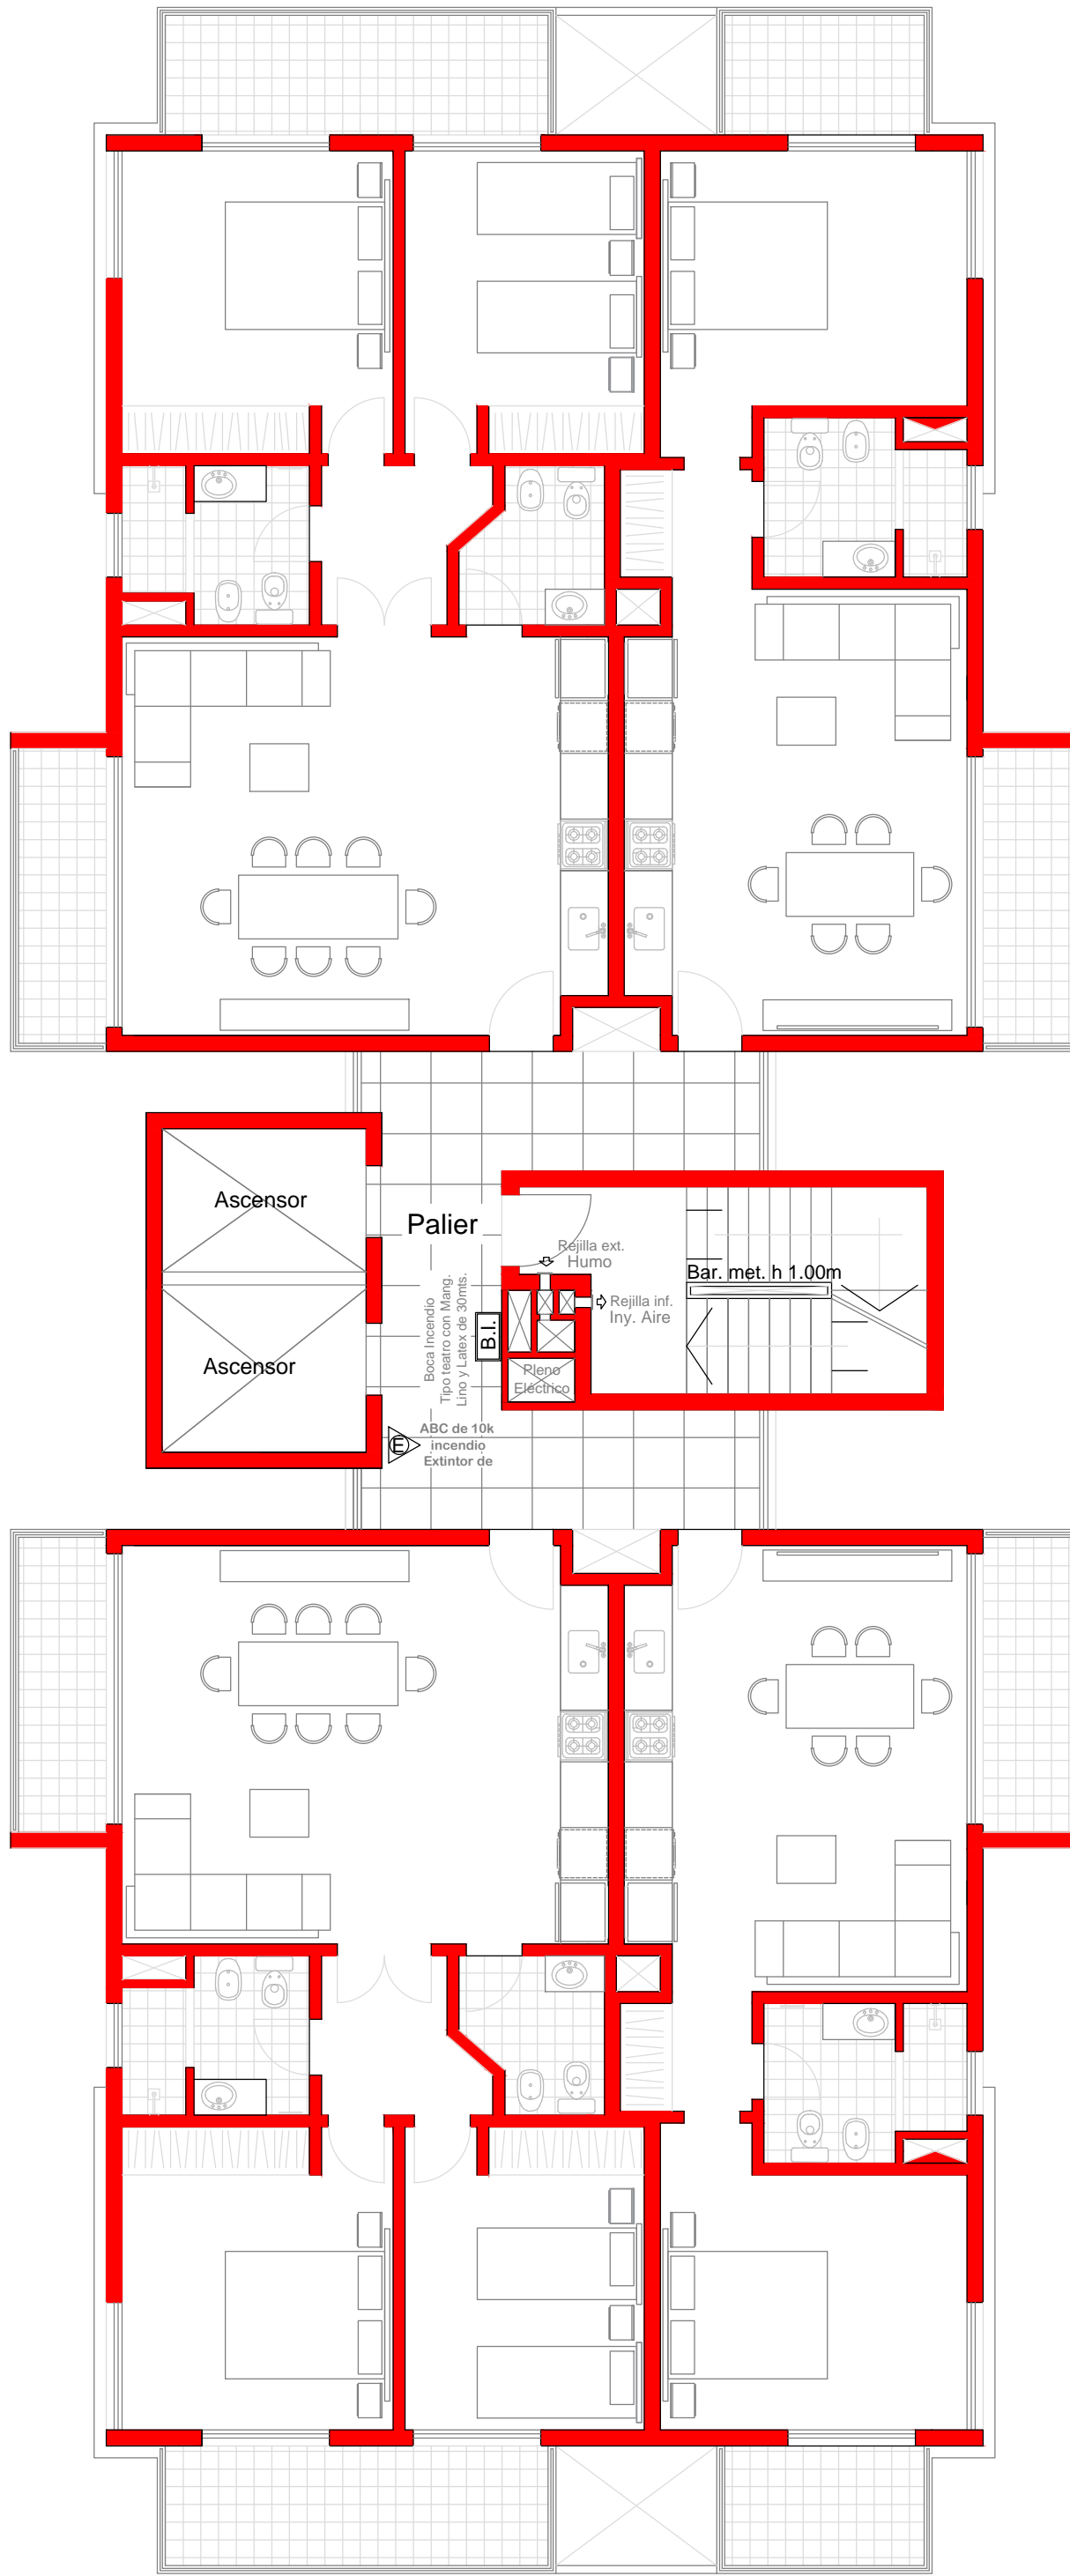 Ascensor
Palier
Rejilla ext.
Humo
Bar. met. h 1.00m
Rejilla inf.
Iny. Aire
Boca Incendio
Tipo teatro con Mang.
Lino y Latex de 30mts.
B.I.
Ascensor
Pleno
Eléctrico
E
ABC de 10k
incendio
Extintor de